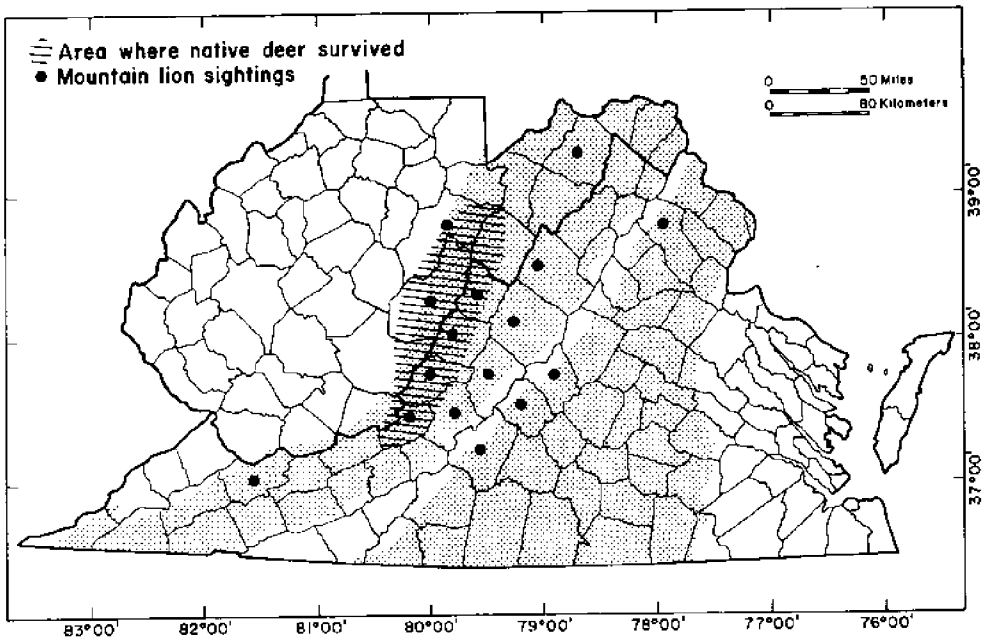 Area where native deer survived
Mountain lion sightings
0 50 Miles
0 80 Kilometers
39°00'
38°00'
37°00'
83°00' 82°00' 81°00' 80°00' 79°00' 78°00' 77°00' 76°00'